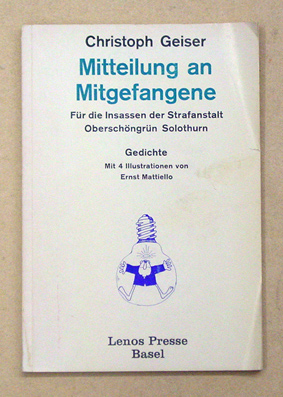 Christoph Geiser
Mitteilung an
Mitgefangene
Für die Insassen der Strafanstalt
Oberschöngrün Solothurn
Gedichte
Mit 4 Illustrationen von
Ernst Mattiello
Lenos Presse
Basel